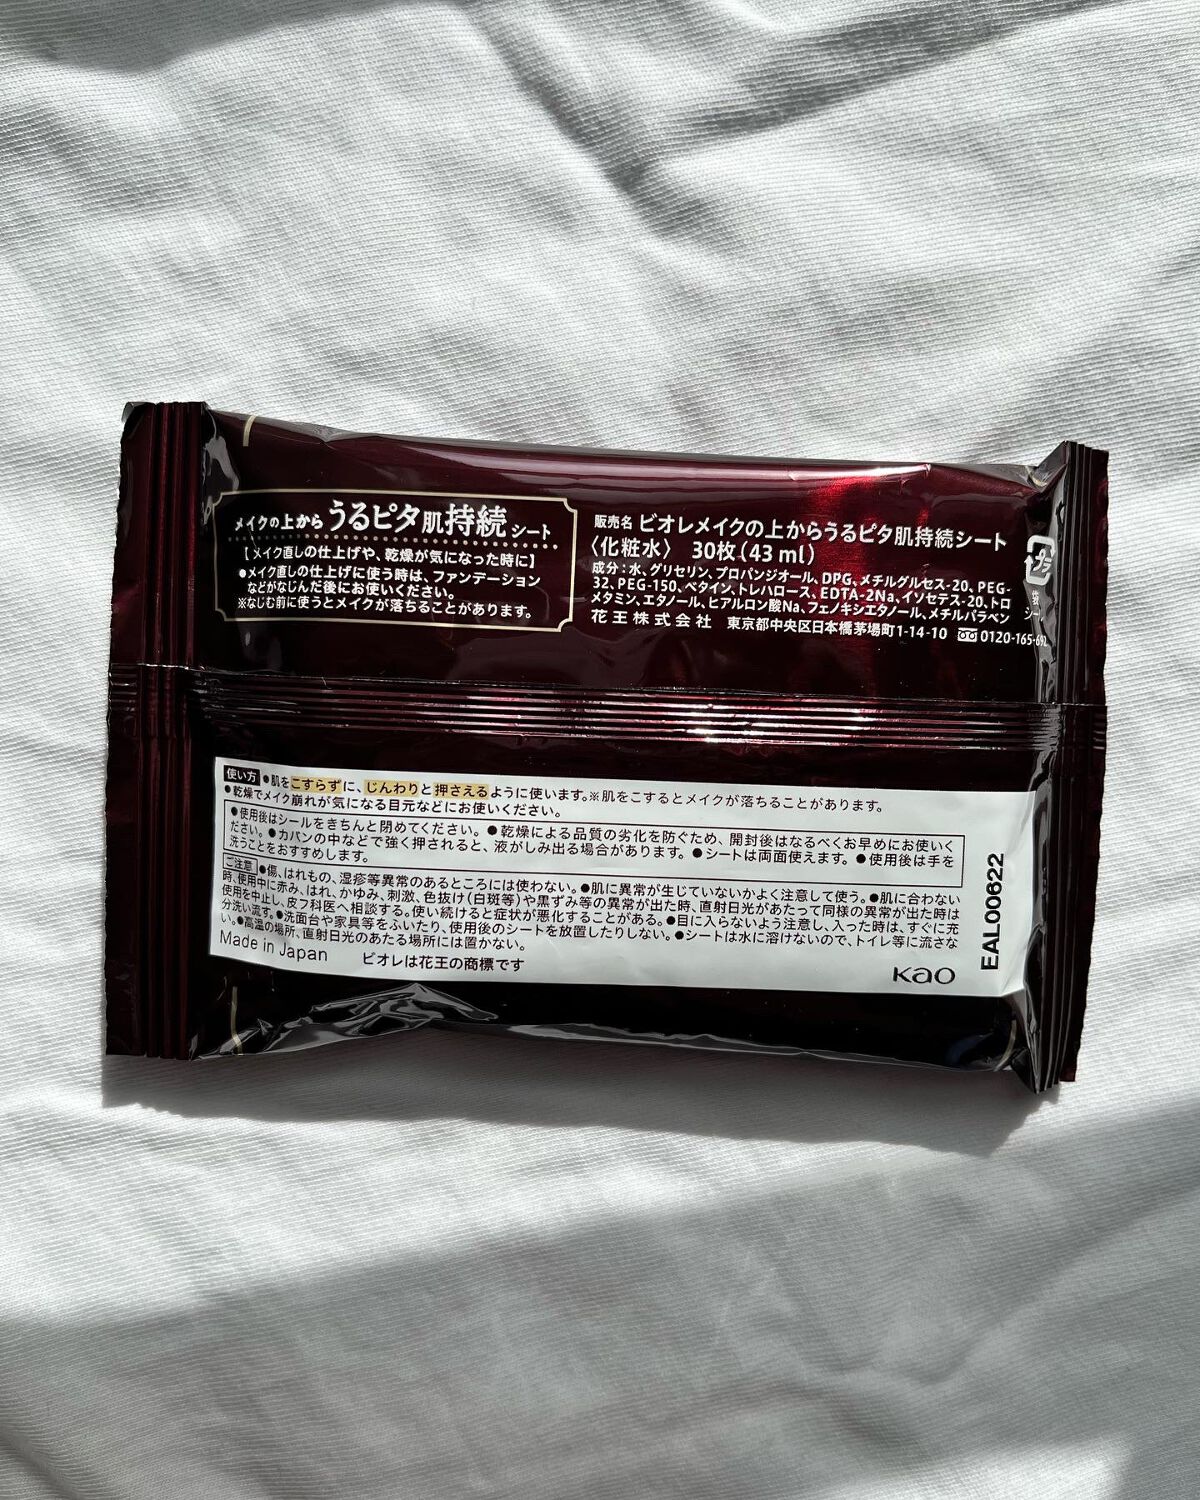 メイクの上から うるピタ肌持続シート
【メイク直しの仕上げや、乾燥が気になった時に】
●メイク直しの仕上げに使う時は、ファンデーション
などがなじんだ後にお使いください。
※なじむ前に使うとメイクが落ちることがあります。
販売名 ビオレメイクの上からうるピタ肌持続シート
〈化粧水〉 30枚(43 ml)
成分:水、グリセリン、プロパンジオール、DPG、メチルグルセス-20、PEG-
32、PEG-150、ベタイン、トレハロース、EDTA-2Na、イソセテス-20、トロ
メタミン、エタノール、ヒアルロン酸Na、フェノキシエタノール、メチルパラベン
花王株式会社 東京都中央区日本橋茅場町1-14-10 0120-165-692
プラ
使い方 ●肌をこすらずに、じんわりと押さえるように使います。※肌をこするとメイクが落ちることがあります。
●乾燥でメイク崩れが気になる目元などにお使いください。
●使用後はシールをきちんと閉めてください。●乾燥による品質の劣化を防ぐため、開封後はなるべくお早めにお使いく
ださい。●カバンの中などで強く押されると、液がしみ出る場合があります。●シートは両面使えます。●使用後は手を
洗うことをおすすめします。
ご注意 ●傷、はれもの、湿疹等異常のあるところには使わない。●肌に異常が生じていないかよく注意して使う。●肌に合わない
時、使用中に赤み、はれ、かゆみ、刺激、色抜け(白斑等)や黒ずみ等の異常が出た時、直射日光があたって同様の異常が出た時は
使用を中止し、皮フ科医へ相談する。使い続けると症状が悪化することがある。●目に入らないよう注意し、入った時は、すぐに充
分洗い流す。●洗面台や家具等をふいたり、使用後のシートを放置したりしない。●シートは水に溶けないので、トイレ等に流さな
い。●高温の場所、直射日光のあたる場所には置かない。
Made in Japan ビオレは花王の商標です
Kao
EAL00622